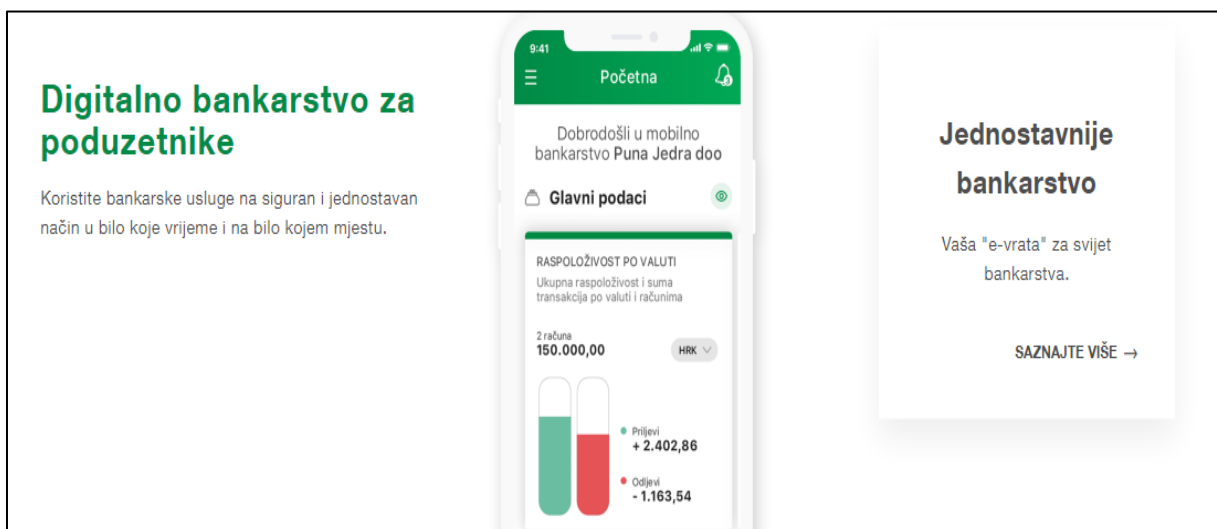 Digitalno bankarstvo za
poduzetnike
Koristite bankarske usluge na siguran i jednostavan
način u bilo koje vrijeme i na bilo kojem mjestu.
9:41
Početna
3
Dobrodošli u mobilno
bankarstvo Puna Jedra doo
Glavni podaci
RASPOLOŽIVOST PO VALUTI
Ukupna raspoloživost i suma
transakcija po valuti i računima
2 računa
150.000,00
HRK
Priljevi
+ 2.402,86
Odljevi
- 1.163,54
Jednostavnije
bankarstvo
Vaša "e-vrata" za svijet
bankarstva.
SAZNAJTE VIŠE →